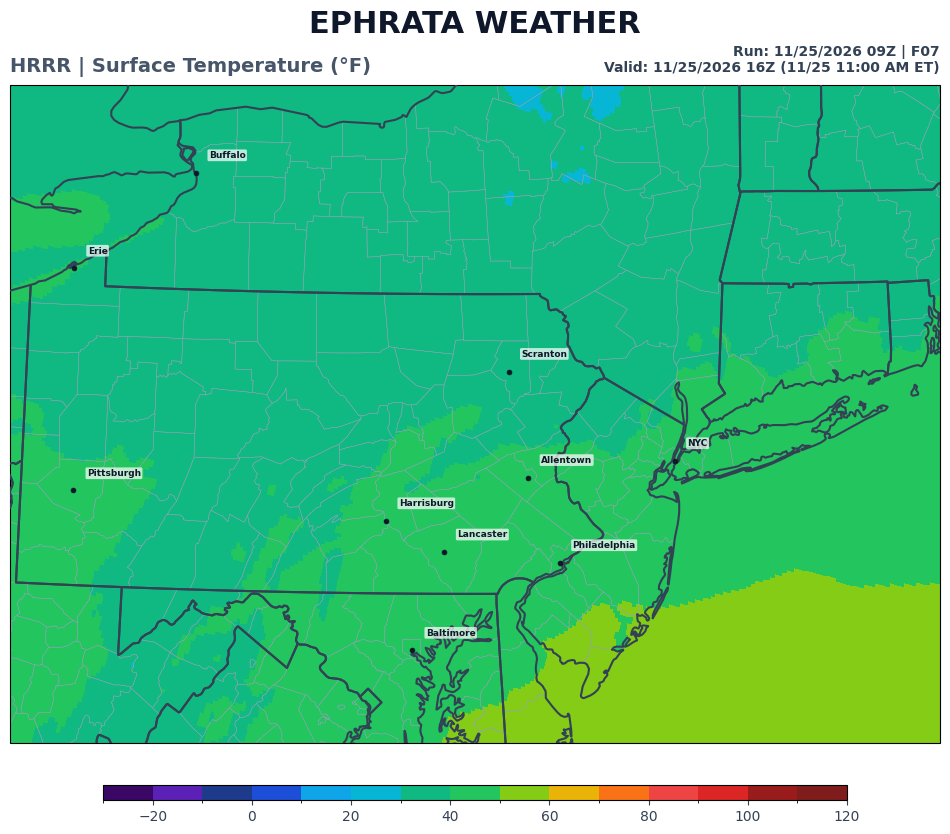 EPHRATA WEATHER
HRRR | Surface Temperature (°F)
Run: 11/25/2026 09Z | F07
Valid: 11/25/2026 16Z (11/25 11:00 AM ET)
Buffalo
Erie
Scranton
NYC
Allentown
Pittsburgh
Harrisburg
Lancaster
Philadelphia
Baltimore
−20 0 20 40 60 80 100 120